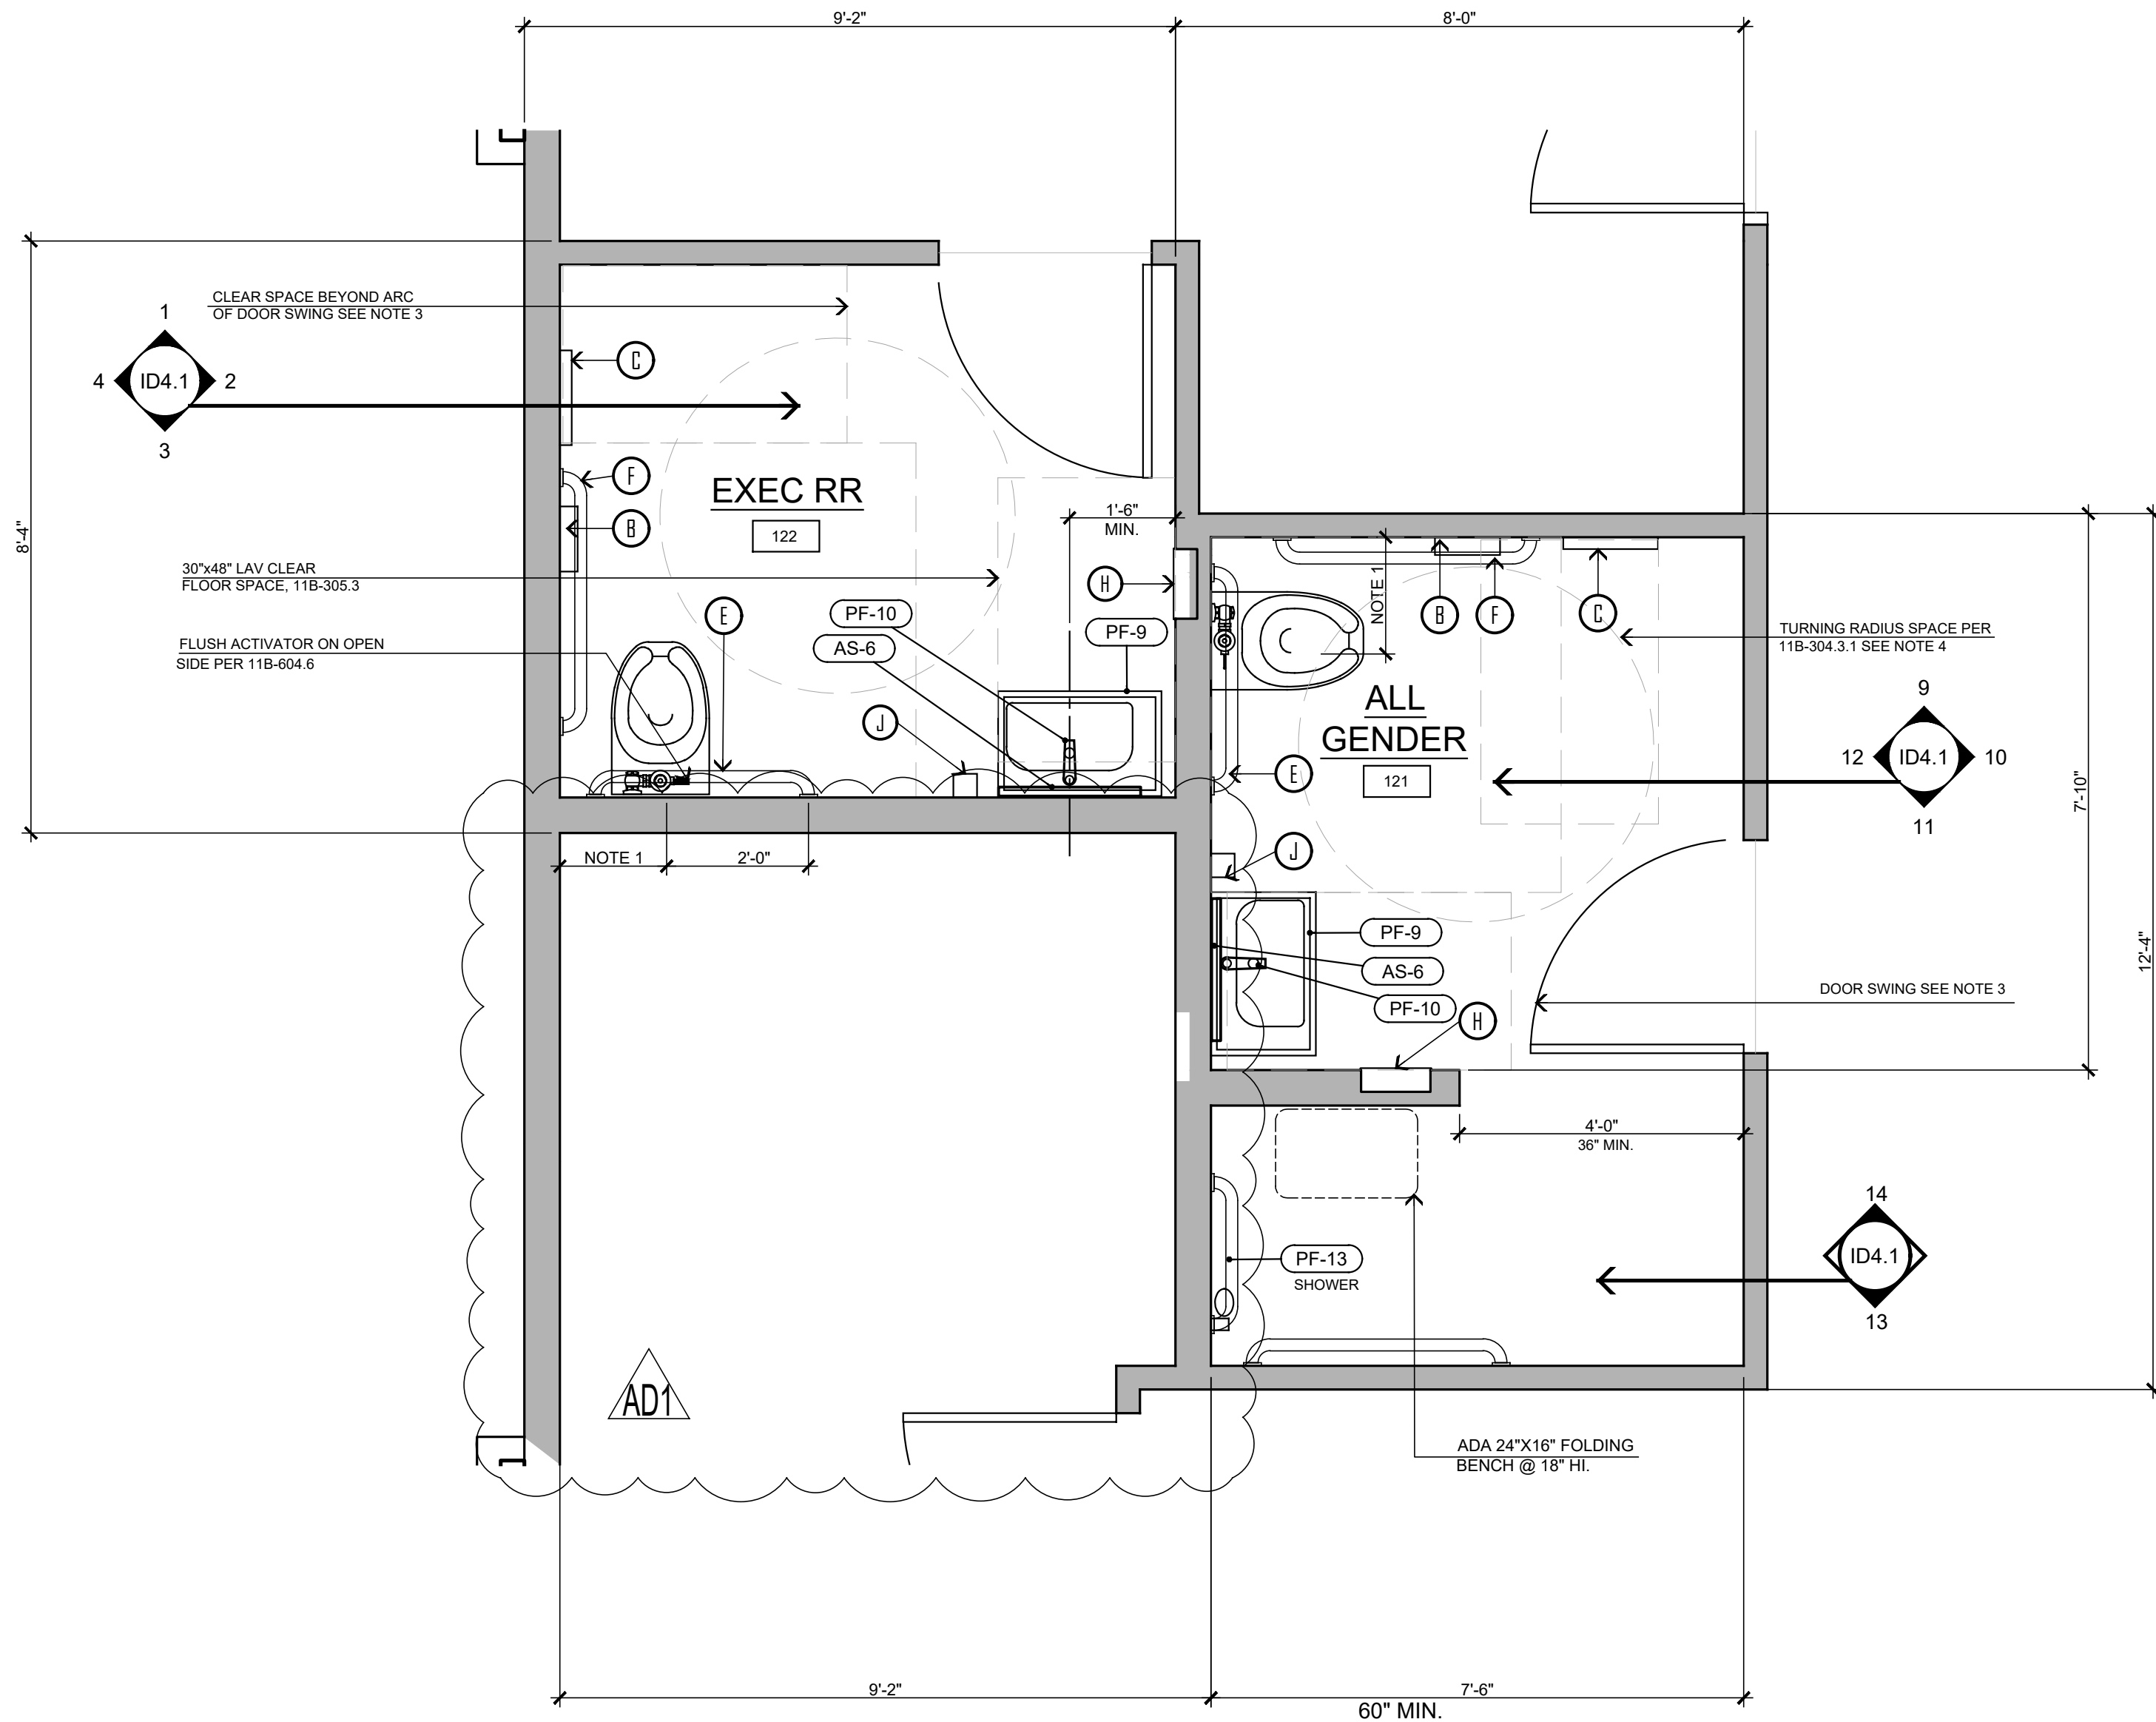 9'-2"
8'-0"
CLEAR SPACE BEYOND ARC
OF DOOR SWING SEE NOTE 3
1
4
ID4.1
2
3
C
F
B
EXEC RR
122
8'-4"
1'-6"
MIN.
30"x48" LAV CLEAR
FLOOR SPACE, 11B-305.3
FLUSH ACTIVATOR ON OPEN
SIDE PER 11B-604.6
E
PF-10
AS-6
H
PF-9
J
NOTE 1
2'-0"
NOTE 1
B
F
C
TURNING RADIUS SPACE PER
11B-304.3.1 SEE NOTE 4
ALL
GENDER
121
9
12
ID4.1
10
11
E
J
7'-10"
12'-4"
PF-9
AS-6
PF-10
H
DOOR SWING SEE NOTE 3
4'-0"
36" MIN.
PF-13
SHOWER
14
ID4.1
13
AD1
ADA 24"X16" FOLDING
BENCH @ 18" HI.
9'-2"
7'-6"
60" MIN.